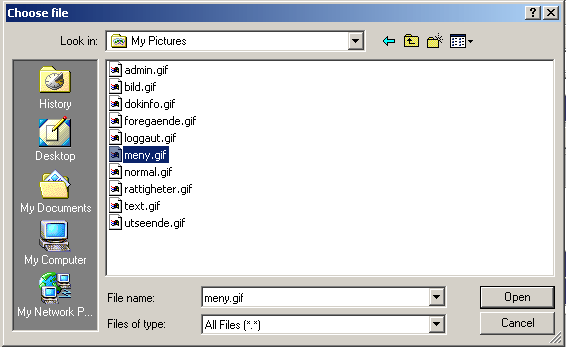 Choose file
Look in: My Pictures
History
Desktop
My Documents
My Computer
My Network P...
admin.gif
bild.gif
dokinfo.gif
foregaende.gif
loggaut.gif
meny.gif
normal.gif
rattigheter.gif
text.gif
utseende.gif
File name: meny.gif Open
Files of type: All Files (*.*) Cancel